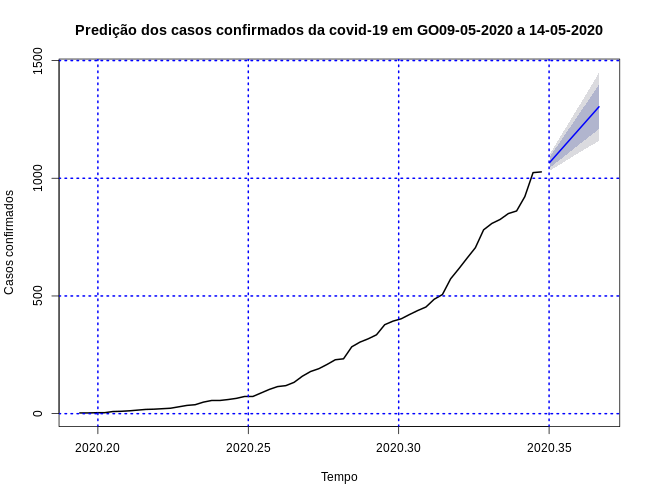 Predição dos casos confirmados da covid-19 em GO09-05-2020 a 14-05-2020
1500
1000
500
0
Casos confirmados
2020.20 2020.25 2020.30 2020.35
Tempo